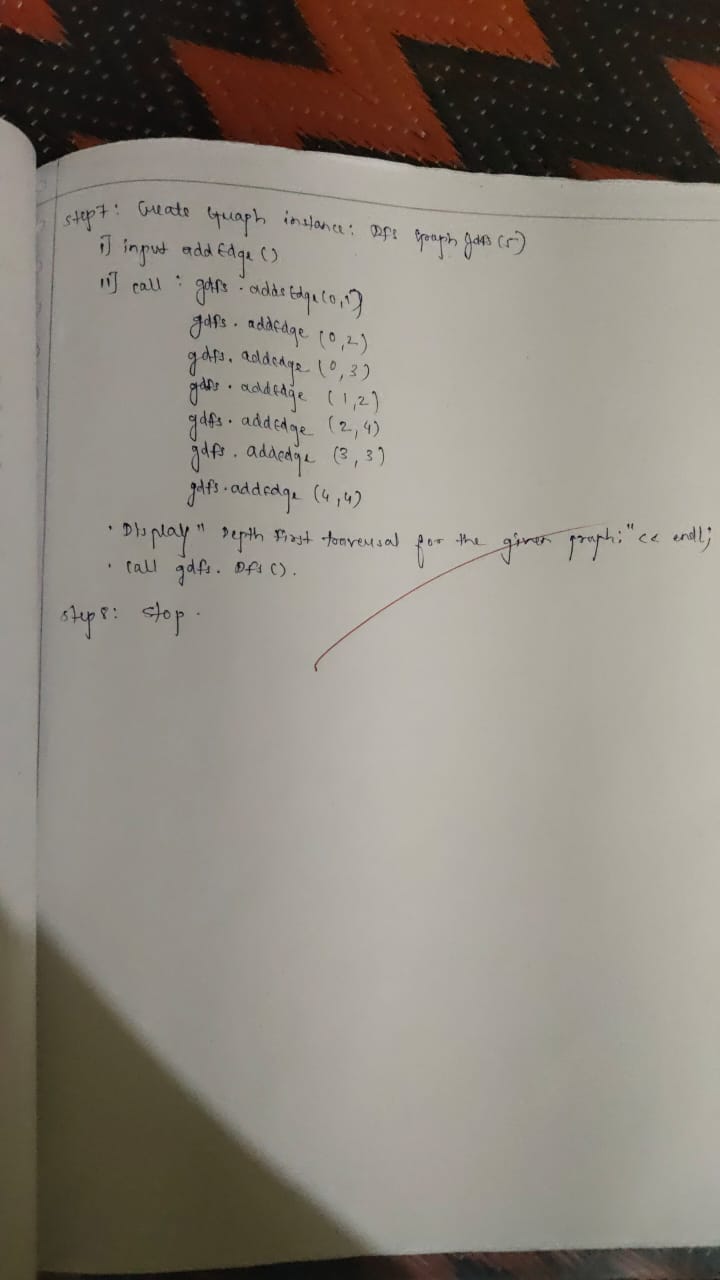 step7: Create Graph instance: Dfs Graph gdfs (5)
i] input addEdge ()
ii] call : gdfs . addsEdge (0,1)
gdfs . addedge (0,2)
gdfs . addedge (0,3)
gdfs . addedge (1,2)
gdfs . addedge (2,4)
gdfs . addedge (3,3)
gdfs . addedge (4,4)
• Display " Depth First traversal for the given graph:" << endl;
• call gdfs . Dfs ().
step 8: stop .